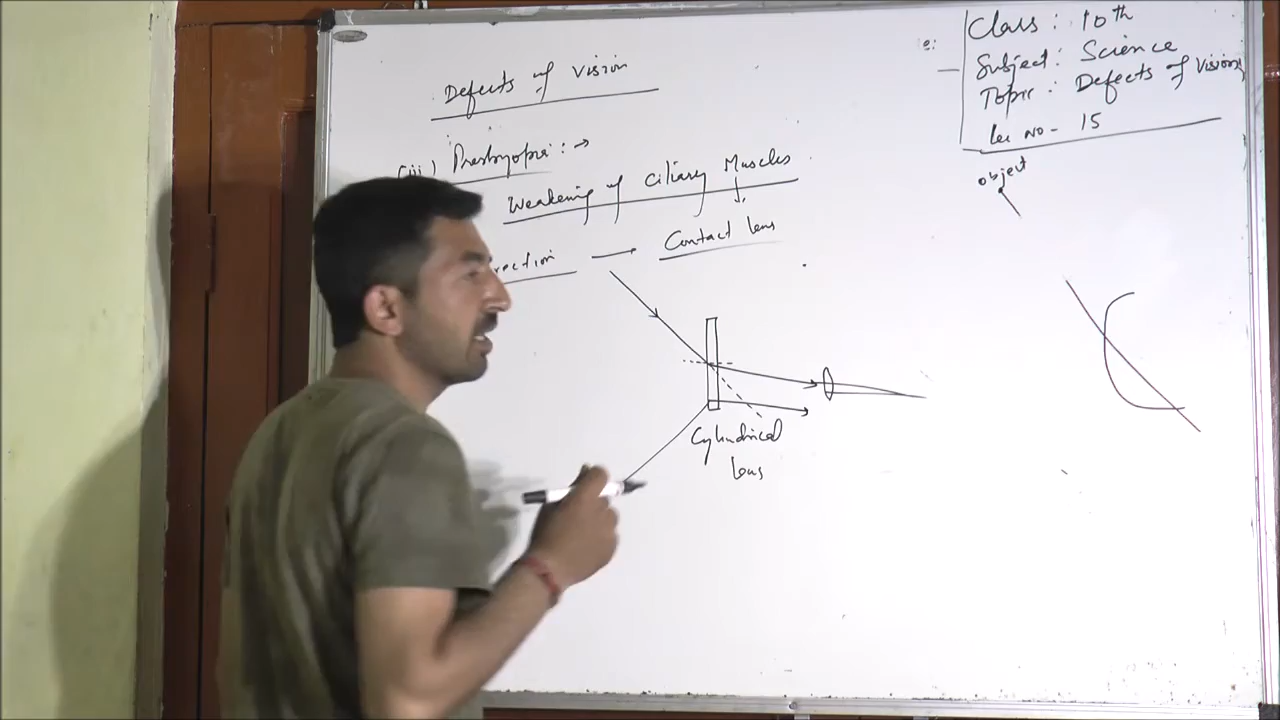 Defects of vision
(iii) Presbyopia : →
Weakening of Ciliary Muscles
rection — Contact lens
Cylindrical
lens
Class : 10th
Subject : Science
Topic : Defects of Visions
Lec No - 15
object